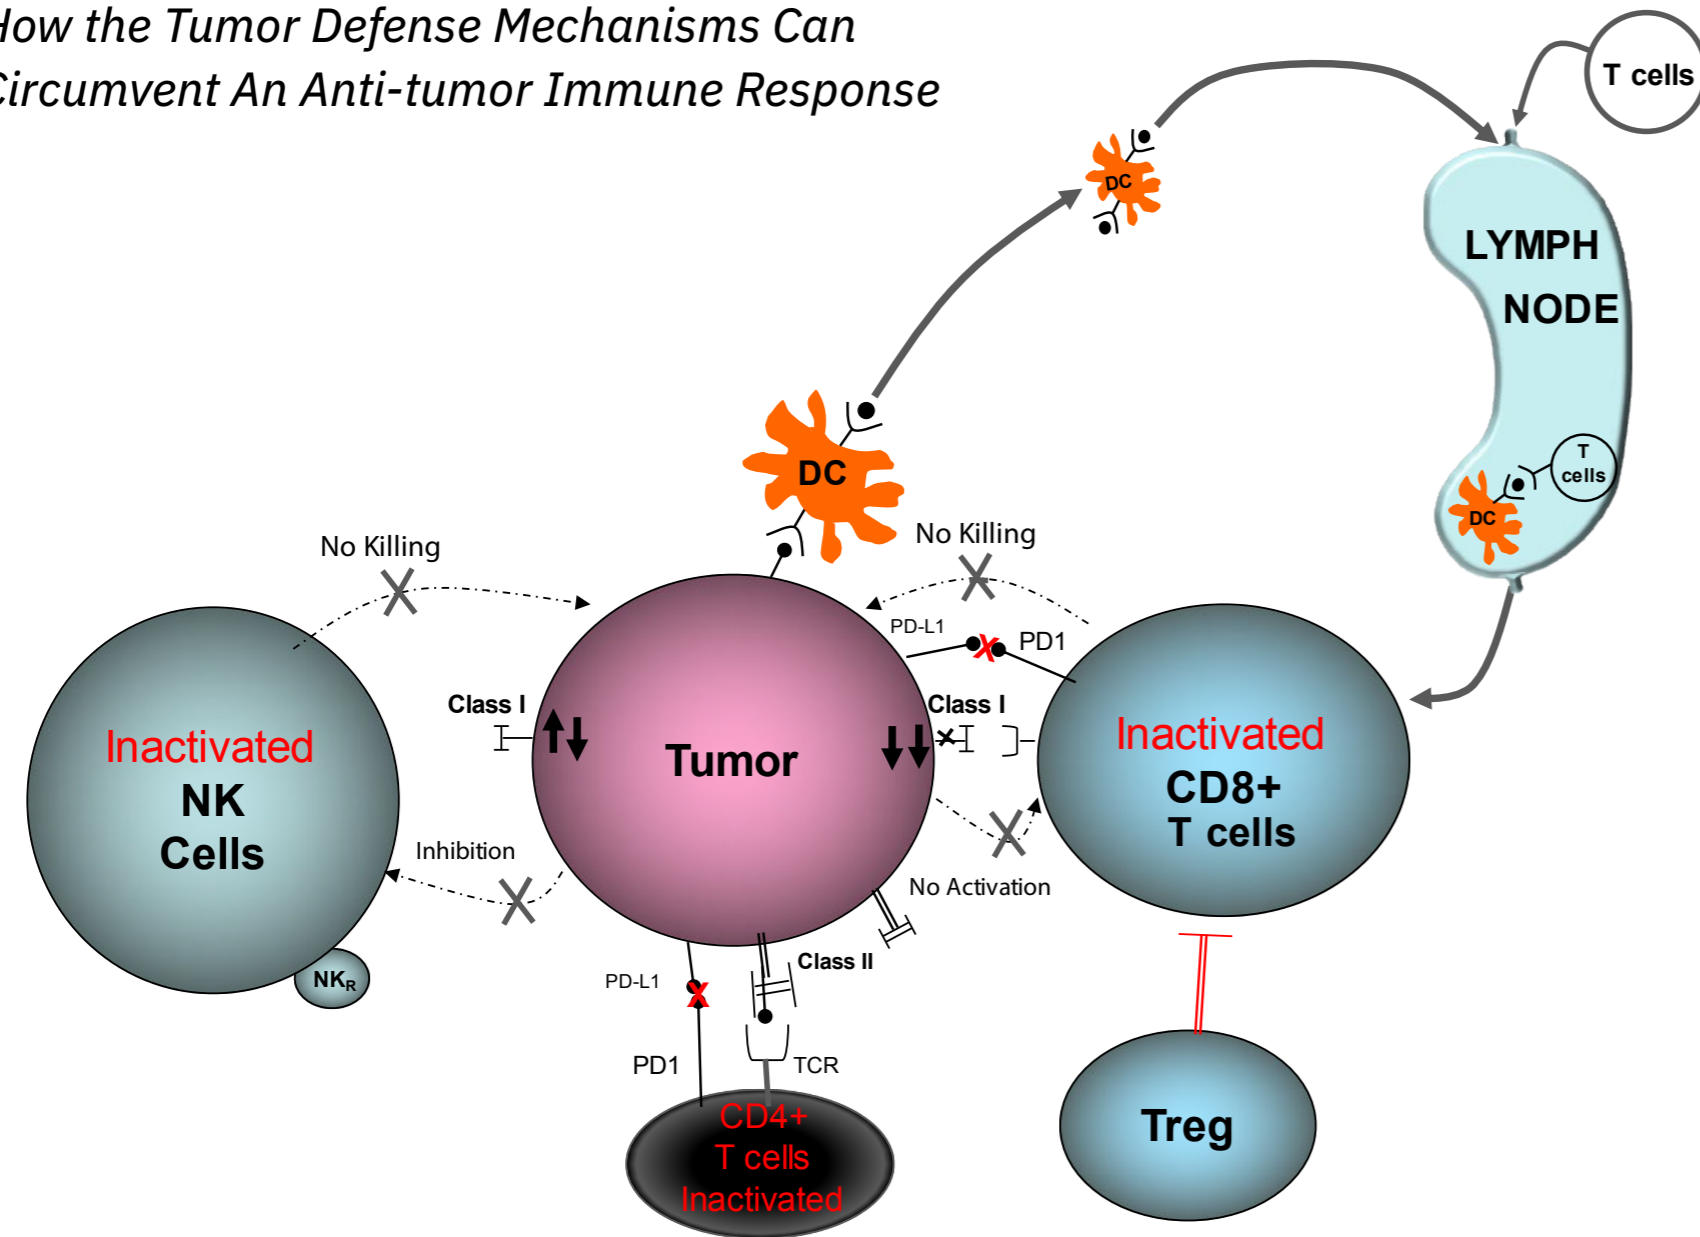 How the Tumor Defense Mechanisms Can
Circumvent An Anti-tumor Immune Response
T cells
DC
LYMPH
NODE
DC
T
cells
DC
No Killing
No Killing
PD-L1
PD1
Class I
Class I
Inactivated
NK
Cells
Tumor
Inactivated
CD8+
T cells
Inhibition
No Activation
NKR
PD-L1
Class II
PD1
TCR
CD4+
T cells
Inactivated
Treg